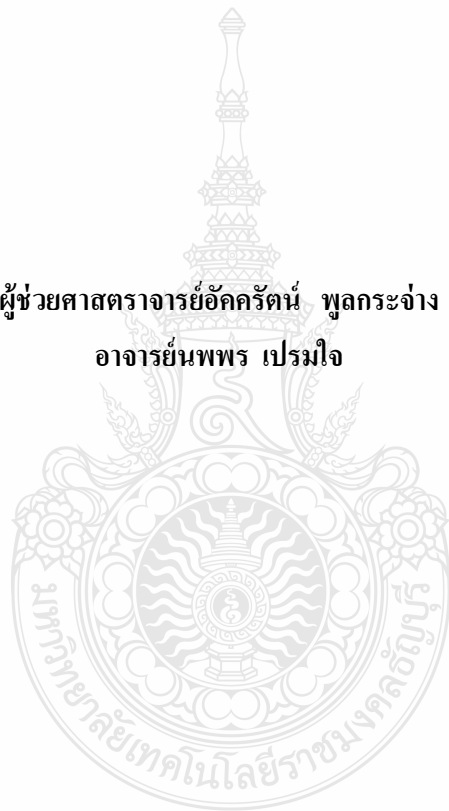 ผู้ช่วยศาสตราจารย์อัคครัตน์ พูลกระจ่าง
อาจารย์นพพร เปรมใจ
มหาวิทยาลัยเทคโนโลยีราชมงคลธัญบุรี